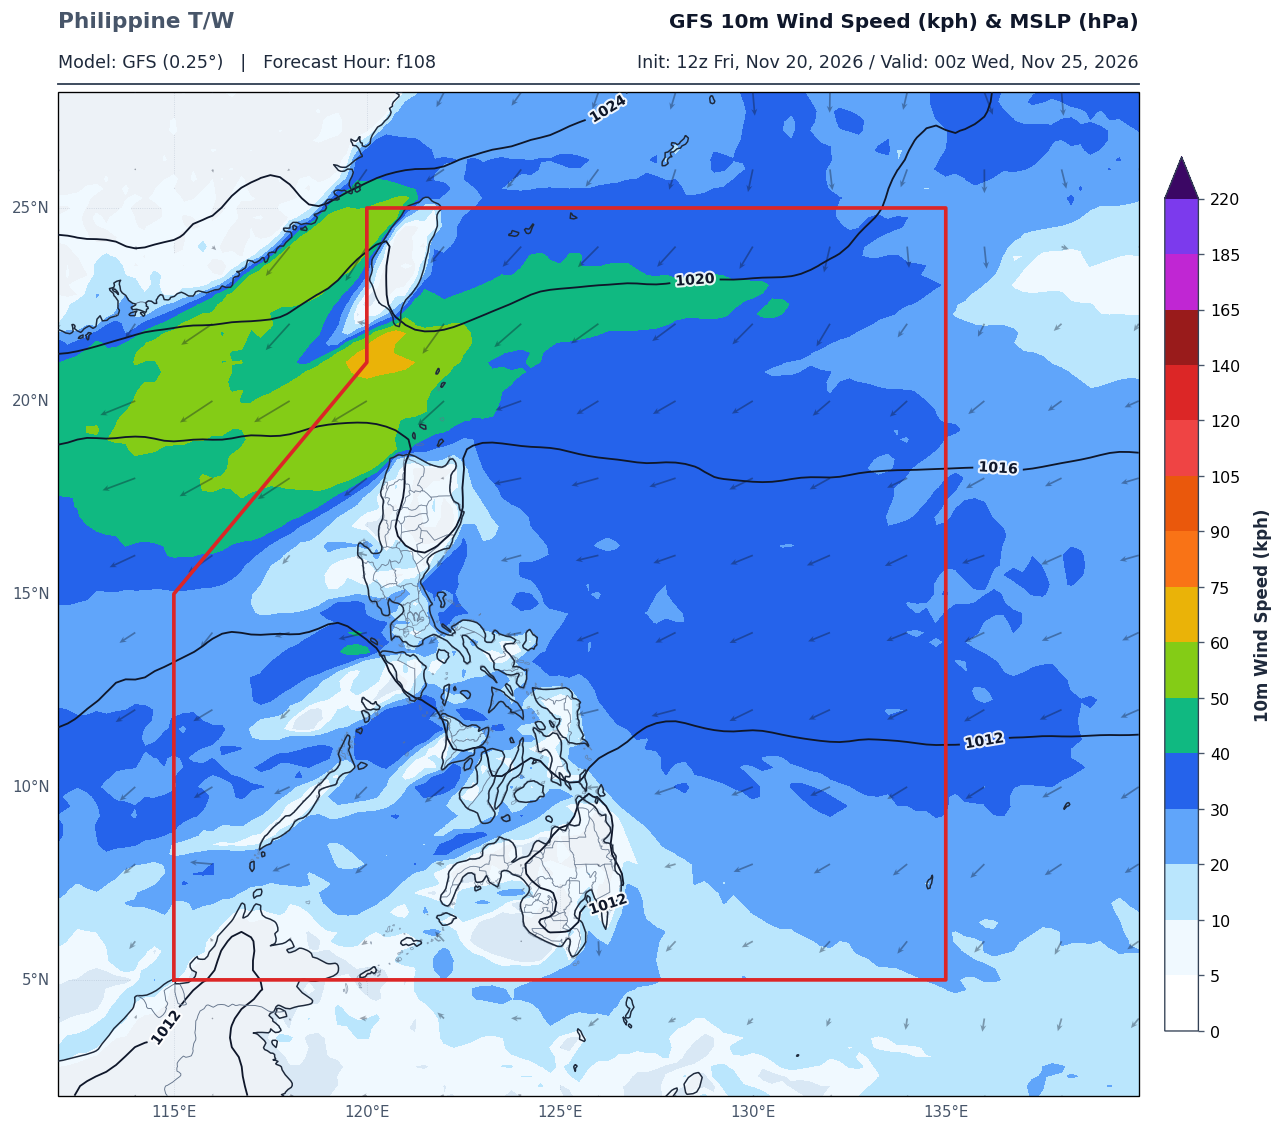 Philippine T/W
GFS 10m Wind Speed (kph) & MSLP (hPa)
Model: GFS (0.25°)   |   Forecast Hour: f108
Init: 12z Fri, Nov 20, 2026 / Valid: 00z Wed, Nov 25, 2026
1024
1020
1016
1012
1012
1012
25°N
20°N
15°N
10°N
5°N
115°E
120°E
125°E
130°E
135°E
220
185
165
140
120
105
90
75
60
50
40
30
20
10
5
0
10m Wind Speed (kph)